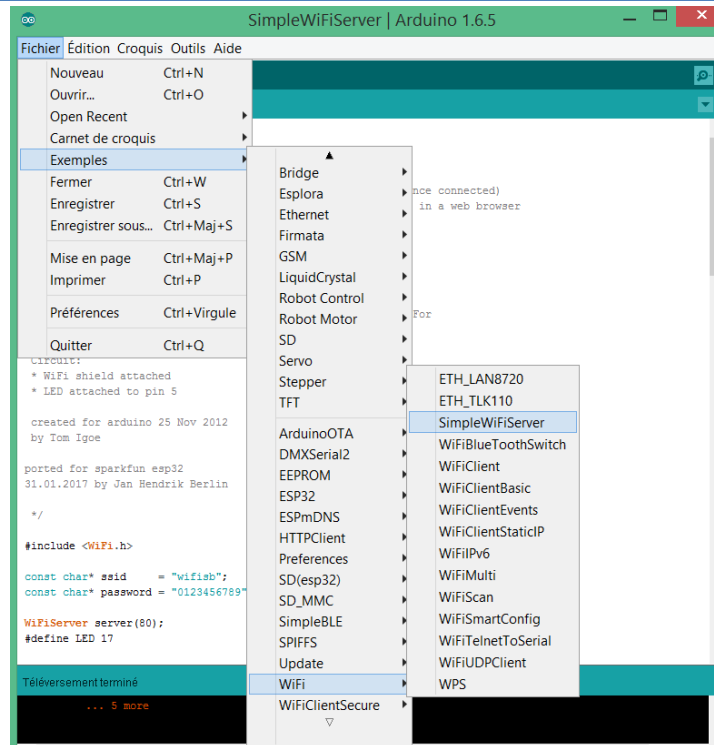 SimpleWiFiServer | Arduino 1.6.5
Fichier Édition Croquis Outils Aide
Nouveau Ctrl+N
Ouvrir... Ctrl+O
Open Recent
Carnet de croquis
Exemples
Fermer Ctrl+W
Enregistrer Ctrl+S
Enregistrer sous... Ctrl+Maj+S
Mise en page Ctrl+Maj+P
Imprimer Ctrl+P
Préférences Ctrl+Virgule
Quitter Ctrl+Q
Bridge
Esplora
Ethernet
Firmata
GSM
LiquidCrystal
Robot Control
Robot Motor
SD
Servo
Stepper
TFT
ArduinoOTA
DMXSerial2
EEPROM
ESP32
ESPmDNS
HTTPClient
Preferences
SD(esp32)
SD_MMC
SimpleBLE
SPIFFS
Update
WiFi
WiFiClientSecure
ETH_LAN8720
ETH_TLK110
SimpleWiFiServer
WiFiBlueToothSwitch
WiFiClient
WiFiClientBasic
WiFiClientEvents
WiFiClientStaticIP
WiFiIPv6
WiFiMulti
WiFiScan
WiFiSmartConfig
WiFiTelnetToSerial
WiFiUDPClient
WPS
nce connected)
in a web browser
For
Circuit:
* WiFi shield attached
* LED attached to pin 5
created for arduino 25 Nov 2012
by Tom Igoe
ported for sparkfun esp32
31.01.2017 by Jan Hendrik Berlin
*/
#include <WiFi.h>
const char* ssid = "wifisb";
const char* password = "0123456789"
WiFiServer server(80);
#define LED 17
Téléversement terminé
... 5 more